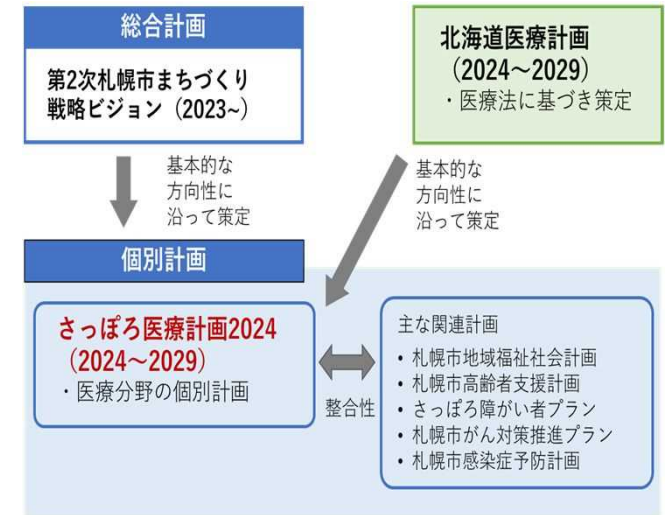 総合計画
第2次札幌市まちづくり
戦略ビジョン（2023~）
北海道医療計画
（2024～2029）
・医療法に基づき策定
基本的な
方向性に
沿って策定
基本的な
方向性に
沿って策定
個別計画
さっぽろ医療計画2024
（2024～2029）
・医療分野の個別計画
整合性
主な関連計画
• 札幌市地域福祉社会計画
• 札幌市高齢者支援計画
• さっぽろ障がい者プラン
• 札幌市がん対策推進プラン
• 札幌市感染症予防計画